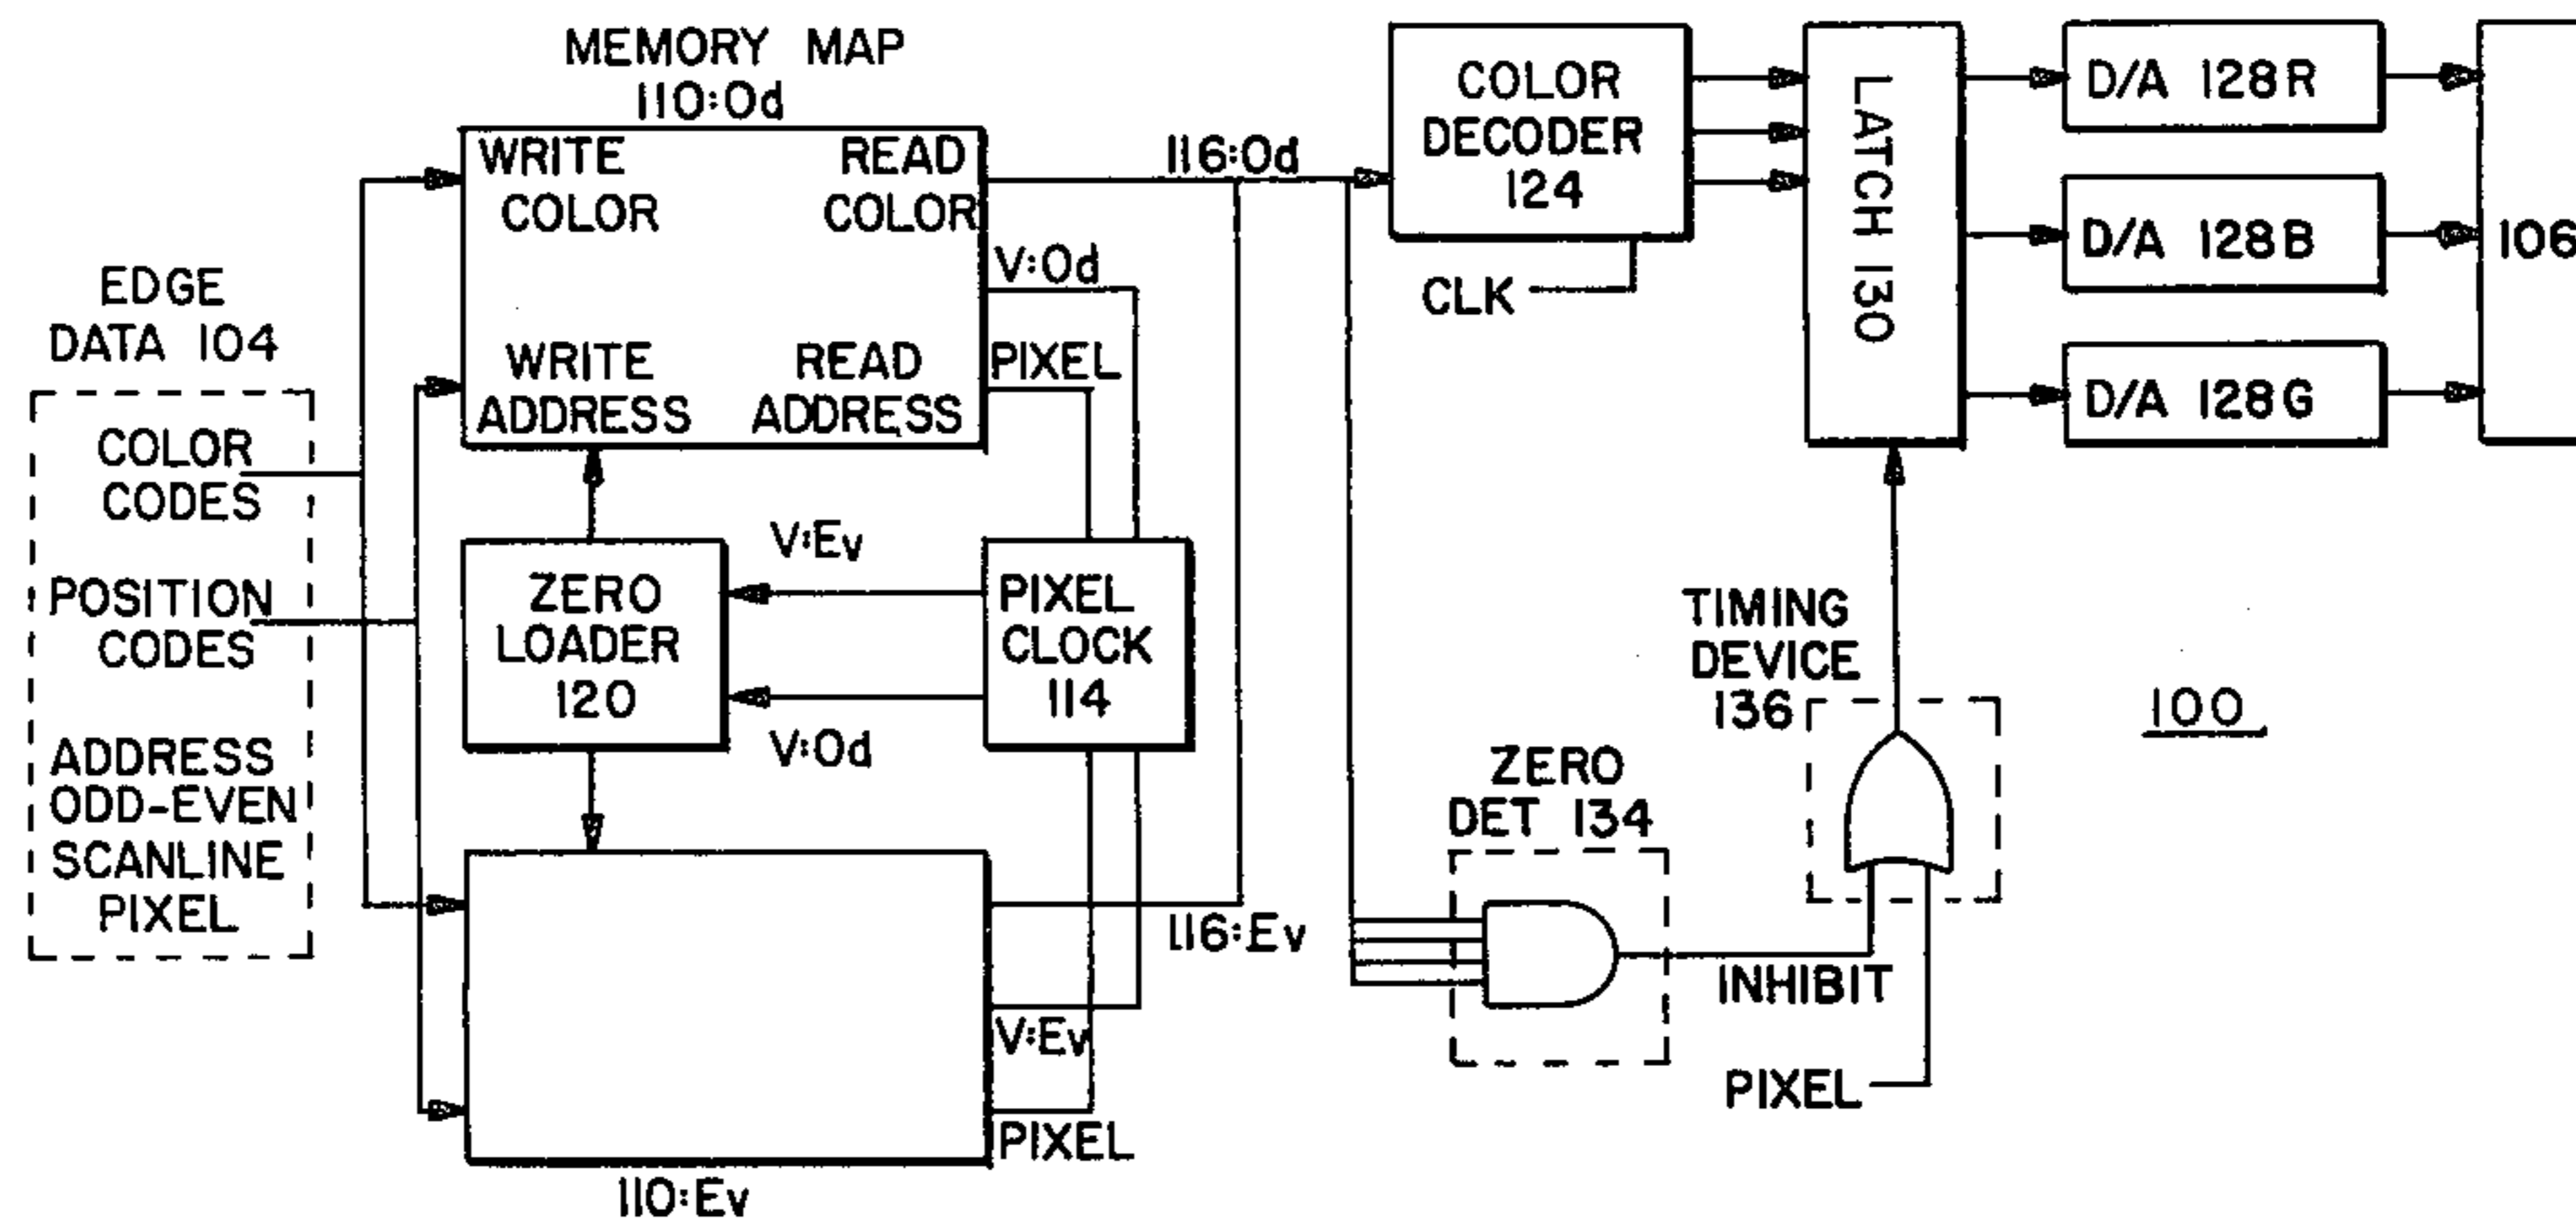 MEMORY MAP
110:Od
WRITE
COLOR
READ
COLOR
WRITE
ADDRESS
READ
ADDRESS
116:Od
V:Od
PIXEL
EDGE
DATA 104
COLOR
CODES
POSITION
CODES
ADDRESS
ODD-EVEN
SCANLINE
PIXEL
ZERO
LOADER
120
V:Ev
V:Od
PIXEL
CLOCK
114
116:Ev
V:Ev
PIXEL
110:Ev
COLOR
DECODER
124
CLK
LATCH 130
D/A 128R
D/A 128B
D/A 128G
106
TIMING
DEVICE
136
100
ZERO
DET 134
INHIBIT
PIXEL